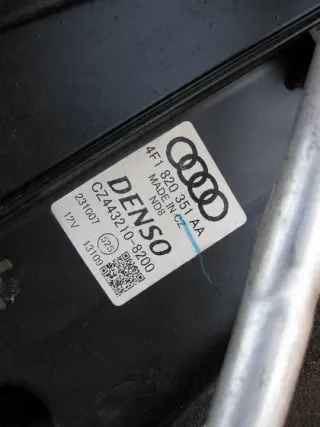 4F1 820 351 AA
MADE IN CZ
ND8
DENSO
CZ443210-8200
231007
12V 13109